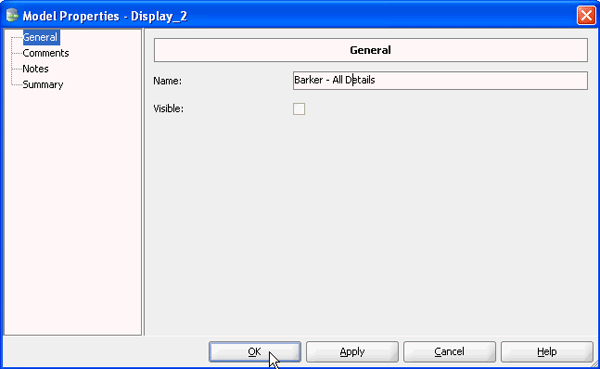 Model Properties - Display_2
General
Comments
Notes
Summary
General
Name:
Barker - All Details
Visible:
OK
Apply
Cancel
Help